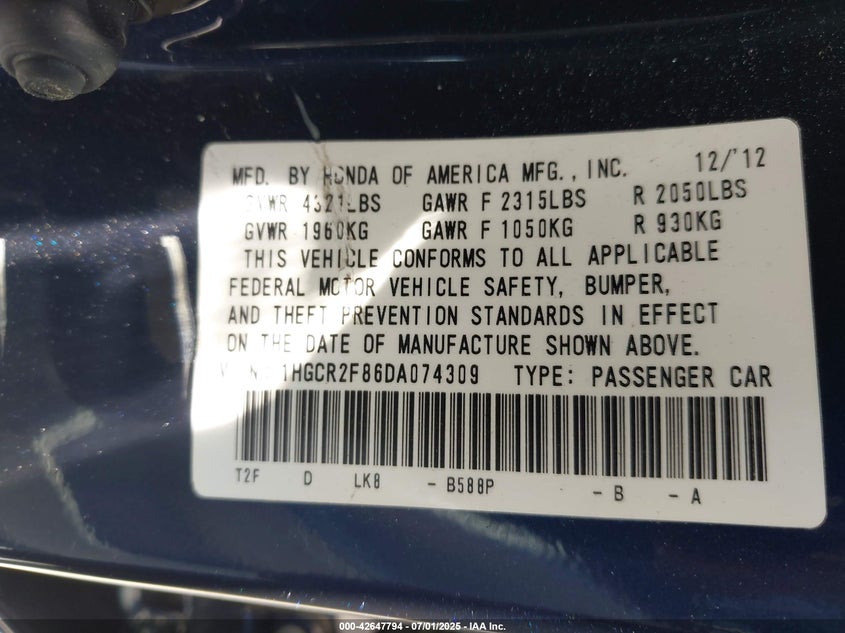 MFD. BY HONDA OF AMERICA MFG., INC. 12/'12
GVWR 4321LBS GAWR F 2315LBS R 2050LBS
GVWR 1960KG GAWR F 1050KG R 930KG
THIS VEHICLE CONFORMS TO ALL APPLICABLE
FEDERAL MOTOR VEHICLE SAFETY, BUMPER,
AND THEFT PREVENTION STANDARDS IN EFFECT
ON THE DATE OF MANUFACTURE SHOWN ABOVE.
V.I.N.: 1HGCR2F86DA074309 TYPE: PASSENGER CAR
T2F D LK8 - B588P - B - A
000-42647794 - 07/01/2025 - IAA Inc.